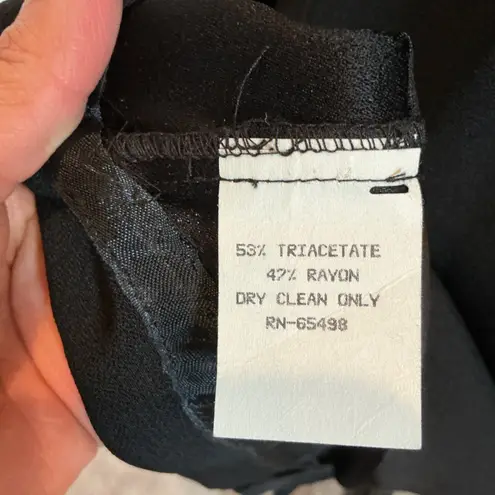 53% TRIACETATE
47% RAYON
DRY CLEAN ONLY
RN-65498